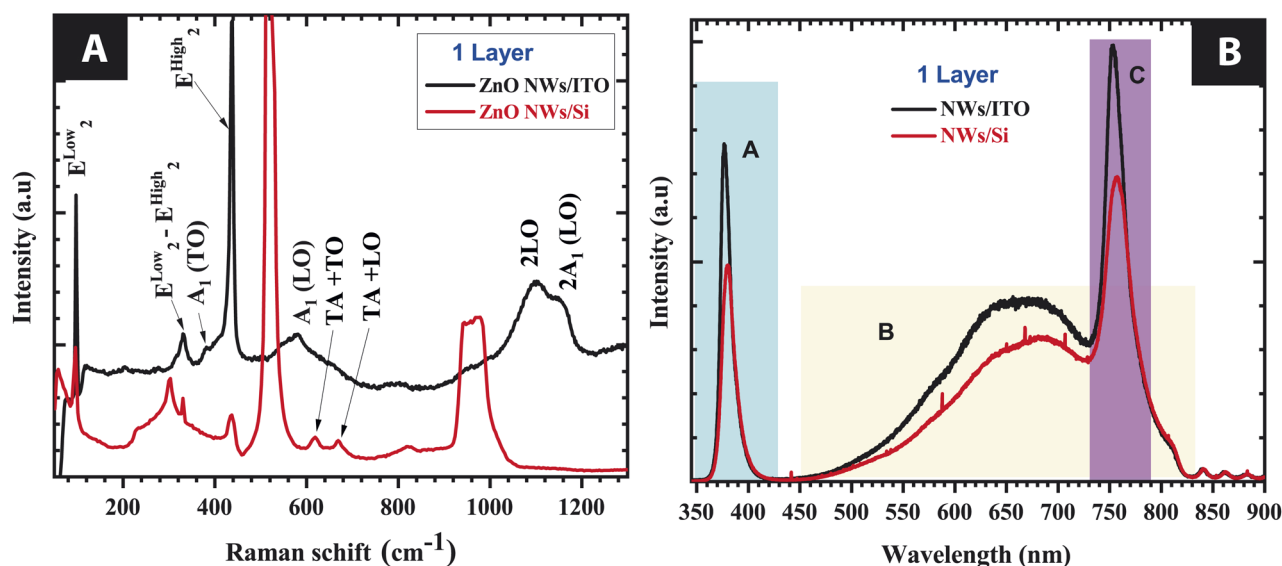 A
1 Layer
ZnO NWs/ITO
ZnO NWs/Si
E^Low_2
E^Low_2 - E^High_2
A_1 (TO)
E^High_2
A_1 (LO)
TA +TO
TA +LO
2LO
2A_1 (LO)
Intensity (a.u)
200 400 600 800 1000 1200
Raman schift (cm^-1)
B
1 Layer
NWs/ITO
NWs/Si
A
B
C
Intensity (a.u)
350 400 450 500 550 600 650 700 750 800 850 900
Wavelength (nm)